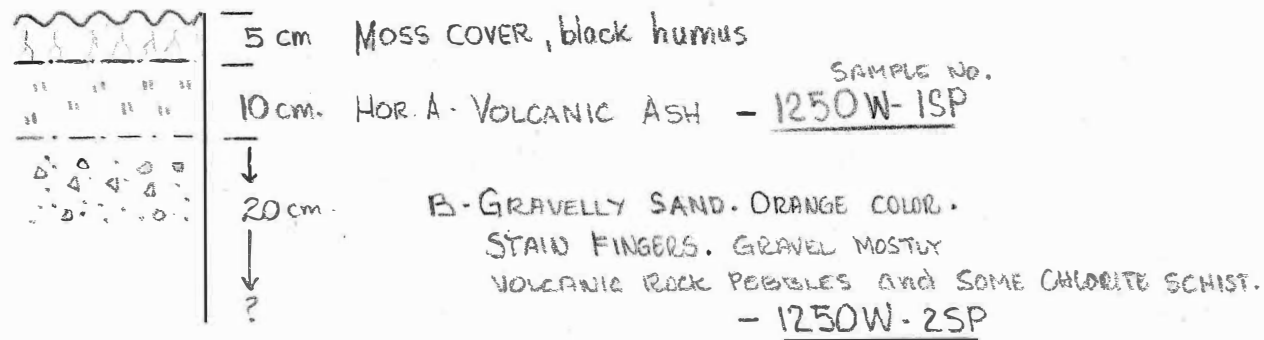 5 cm MOSS COVER, black humus
SAMPLE NO.
10 cm. HOR. A - VOLCANIC ASH - 1250W-1SP
20 cm. B - GRAVELLY SAND. ORANGE COLOR.
STAIN FINGERS. GRAVEL MOSTLY
VOLCANIC ROCK PEBBLES and SOME CHLORITE SCHIST.
? - 1250W-2SP